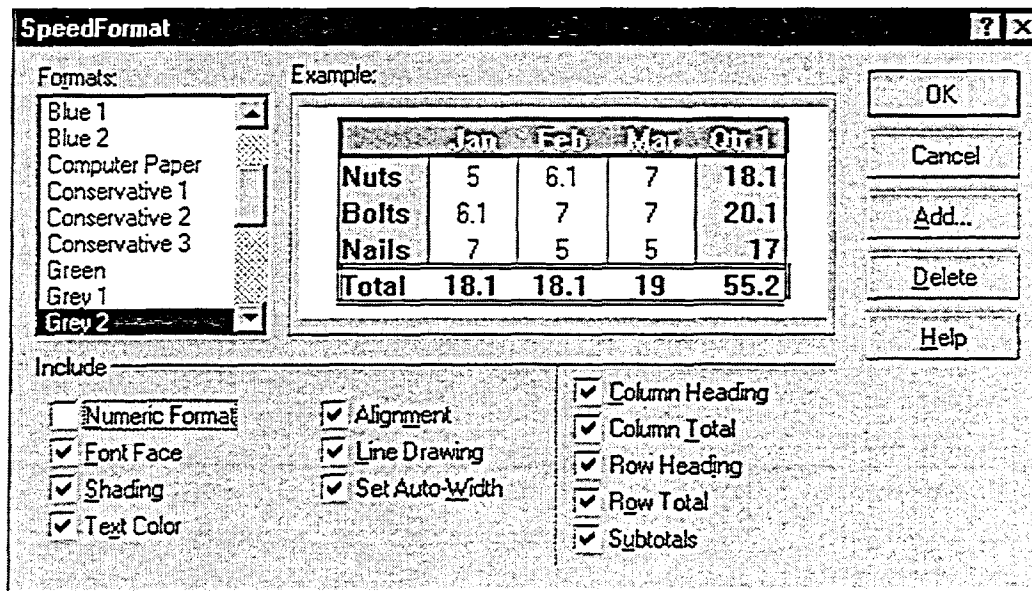 SpeedFormat
Formats:
Blue 1
Blue 2
Computer Paper
Conservative 1
Conservative 2
Conservative 3
Green
Grey 1
Grey 2
Example:
Jan Feb Mar Qtr 1
Nuts 5 6.1 7 18.1
Bolts 6.1 7 7 20.1
Nails 7 5 5 17
Total 18.1 18.1 19 55.2
OK
Cancel
Add...
Delete
Help
Include
Numeric Format
Font Face
Shading
Text Color
Alignment
Line Drawing
Set Auto-Width
Column Heading
Column Total
Row Heading
Row Total
Subtotals